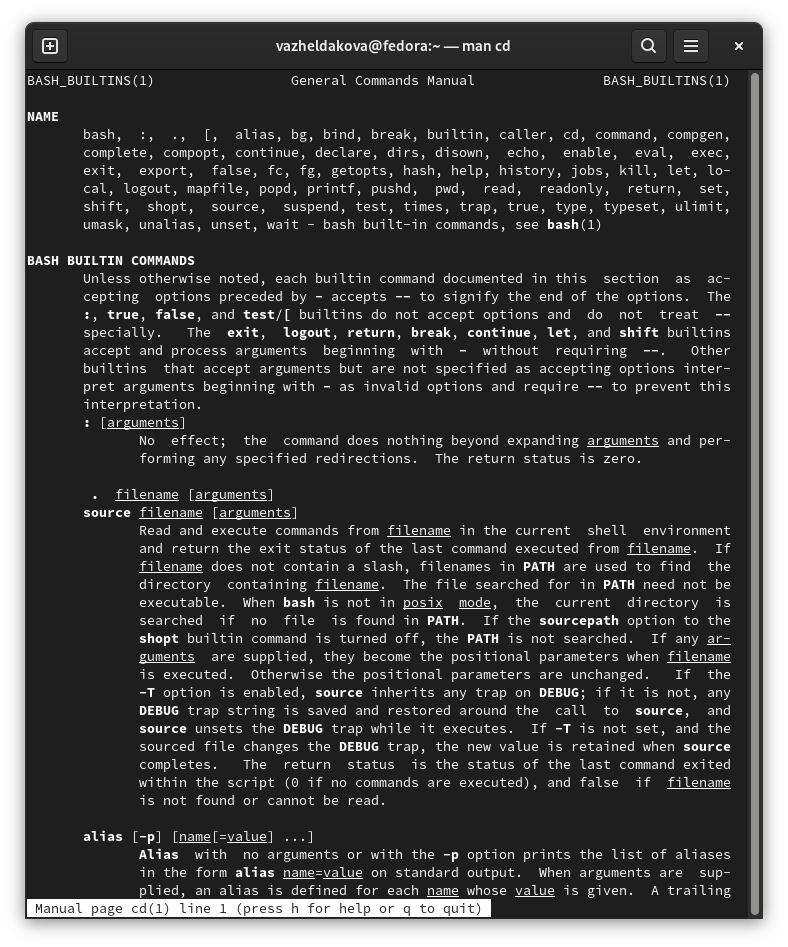 vazheldakova@fedora:~ — man cd
BASH_BUILTINS(1) General Commands Manual BASH_BUILTINS(1)
NAME
bash, :, ., [, alias, bg, bind, break, builtin, caller, cd, command, compgen,
complete, compopt, continue, declare, dirs, disown, echo, enable, eval, exec,
exit, export, false, fc, fg, getopts, hash, help, history, jobs, kill, let, lo-
cal, logout, mapfile, popd, printf, pushd, pwd, read, readonly, return, set,
shift, shopt, source, suspend, test, times, trap, true, type, typeset, ulimit,
umask, unalias, unset, wait - bash built-in commands, see bash(1)
BASH BUILTIN COMMANDS
Unless otherwise noted, each builtin command documented in this section as ac-
cepting options preceded by - accepts -- to signify the end of the options. The
:, true, false, and test/[ builtins do not accept options and do not treat --
specially. The exit, logout, return, break, continue, let, and shift builtins
accept and process arguments beginning with - without requiring --. Other
builtins that accept arguments but are not specified as accepting options inter-
pret arguments beginning with - as invalid options and require -- to prevent this
interpretation.
: [arguments]
No effect; the command does nothing beyond expanding arguments and per-
forming any specified redirections. The return status is zero.
. filename [arguments]
source filename [arguments]
Read and execute commands from filename in the current shell environment
and return the exit status of the last command executed from filename. If
filename does not contain a slash, filenames in PATH are used to find the
directory containing filename. The file searched for in PATH need not be
executable. When bash is not in posix mode, the current directory is
searched if no file is found in PATH. If the sourcepath option to the
shopt builtin command is turned off, the PATH is not searched. If any ar-
guments are supplied, they become the positional parameters when filename
is executed. Otherwise the positional parameters are unchanged. If the
-T option is enabled, source inherits any trap on DEBUG; if it is not, any
DEBUG trap string is saved and restored around the call to source, and
source unsets the DEBUG trap while it executes. If -T is not set, and the
sourced file changes the DEBUG trap, the new value is retained when source
completes. The return status is the status of the last command exited
within the script (0 if no commands are executed), and false if filename
is not found or cannot be read.
alias [-p] [name[=value] ...]
Alias with no arguments or with the -p option prints the list of aliases
in the form alias name=value on standard output. When arguments are sup-
plied, an alias is defined for each name whose value is given. A trailing
Manual page cd(1) line 1 (press h for help or q to quit)